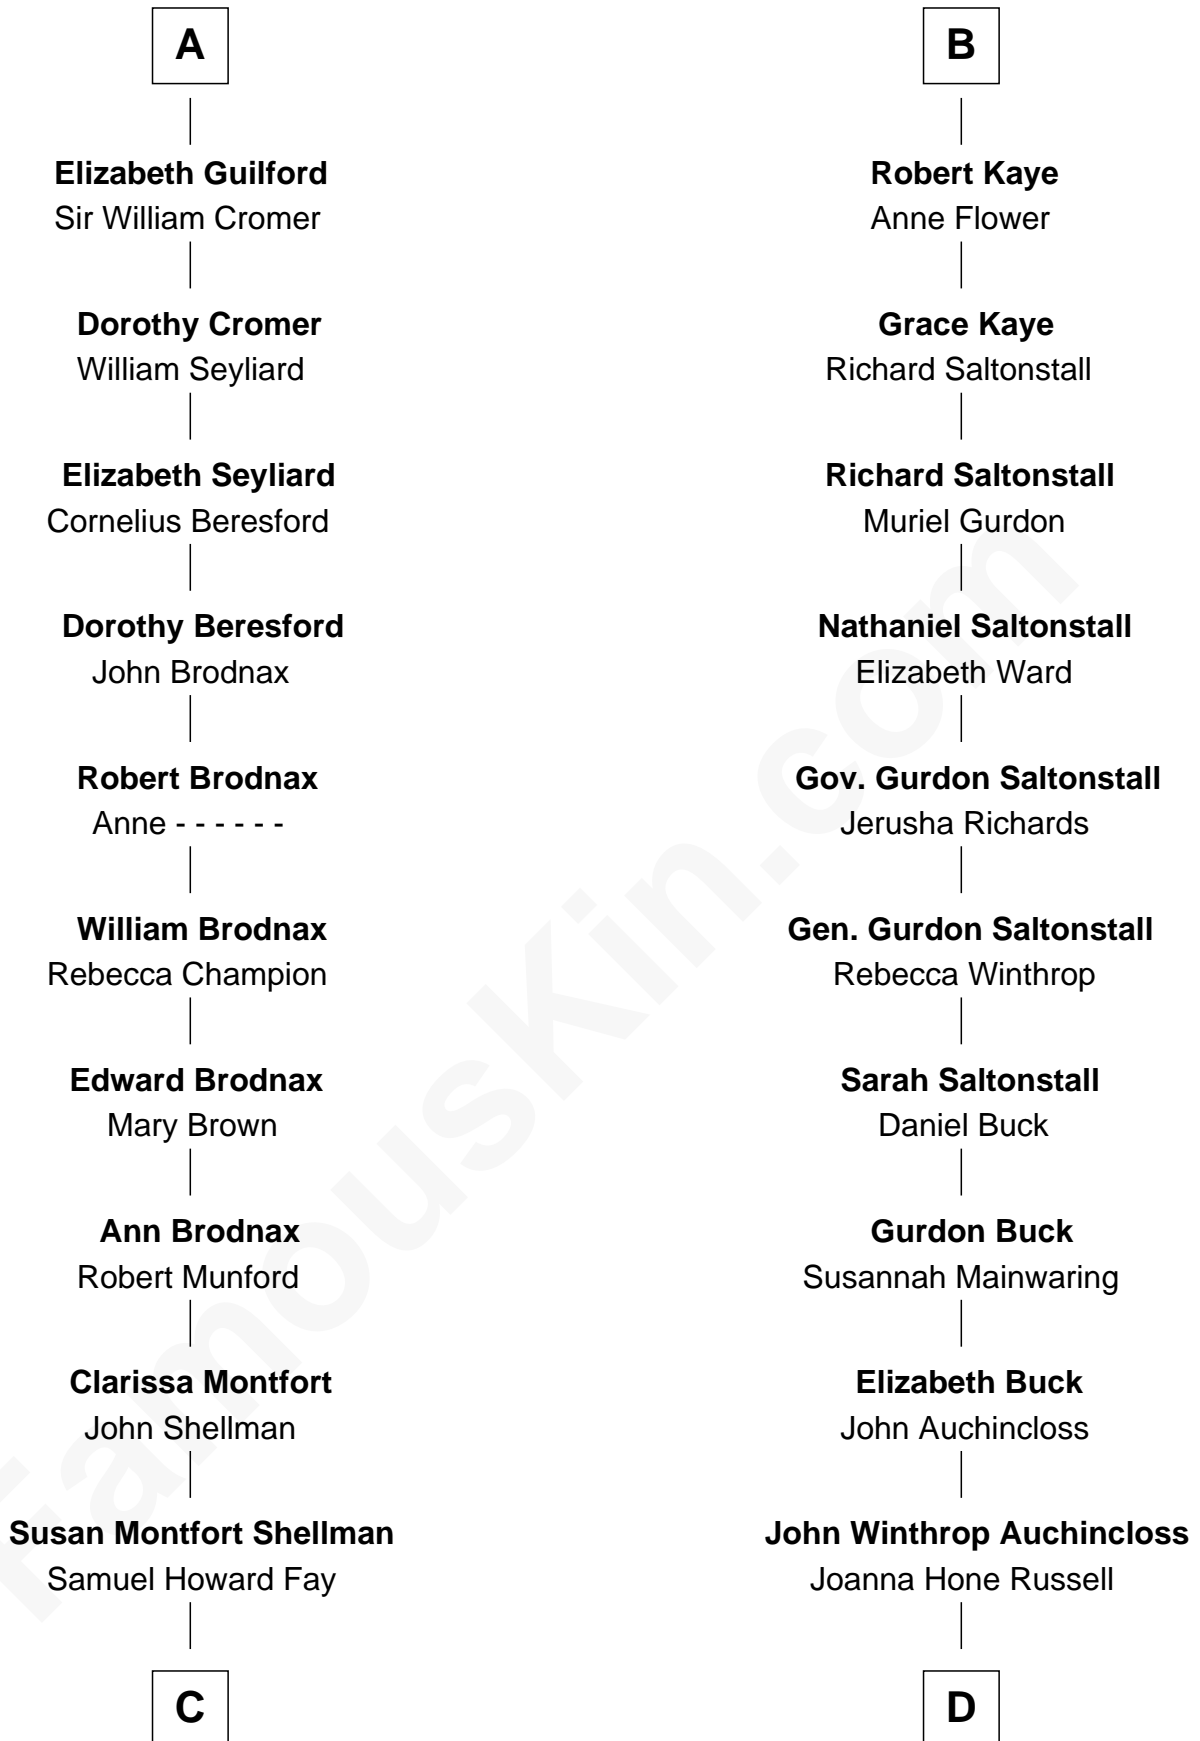 A
Elizabeth Guilford
Sir William Cromer
Dorothy Cromer
William Seyliard
Elizabeth Seyliard
Cornelius Beresford
Dorothy Beresford
John Brodnax
Robert Brodnax
Anne - - - - - -
William Brodnax
Rebecca Champion
Edward Brodnax
Mary Brown
Ann Brodnax
Robert Munford
Clarissa Montfort
John Shellman
Susan Montfort Shellman
Samuel Howard Fay
C
B
Robert Kaye
Anne Flower
Grace Kaye
Richard Saltonstall
Richard Saltonstall
Muriel Gurdon
Nathaniel Saltonstall
Elizabeth Ward
Gov. Gurdon Saltonstall
Jerusha Richards
Gen. Gurdon Saltonstall
Rebecca Winthrop
Sarah Saltonstall
Daniel Buck
Gurdon Buck
Susannah Mainwaring
Elizabeth Buck
John Auchincloss
John Winthrop Auchincloss
Joanna Hone Russell
D
FamousKin.com